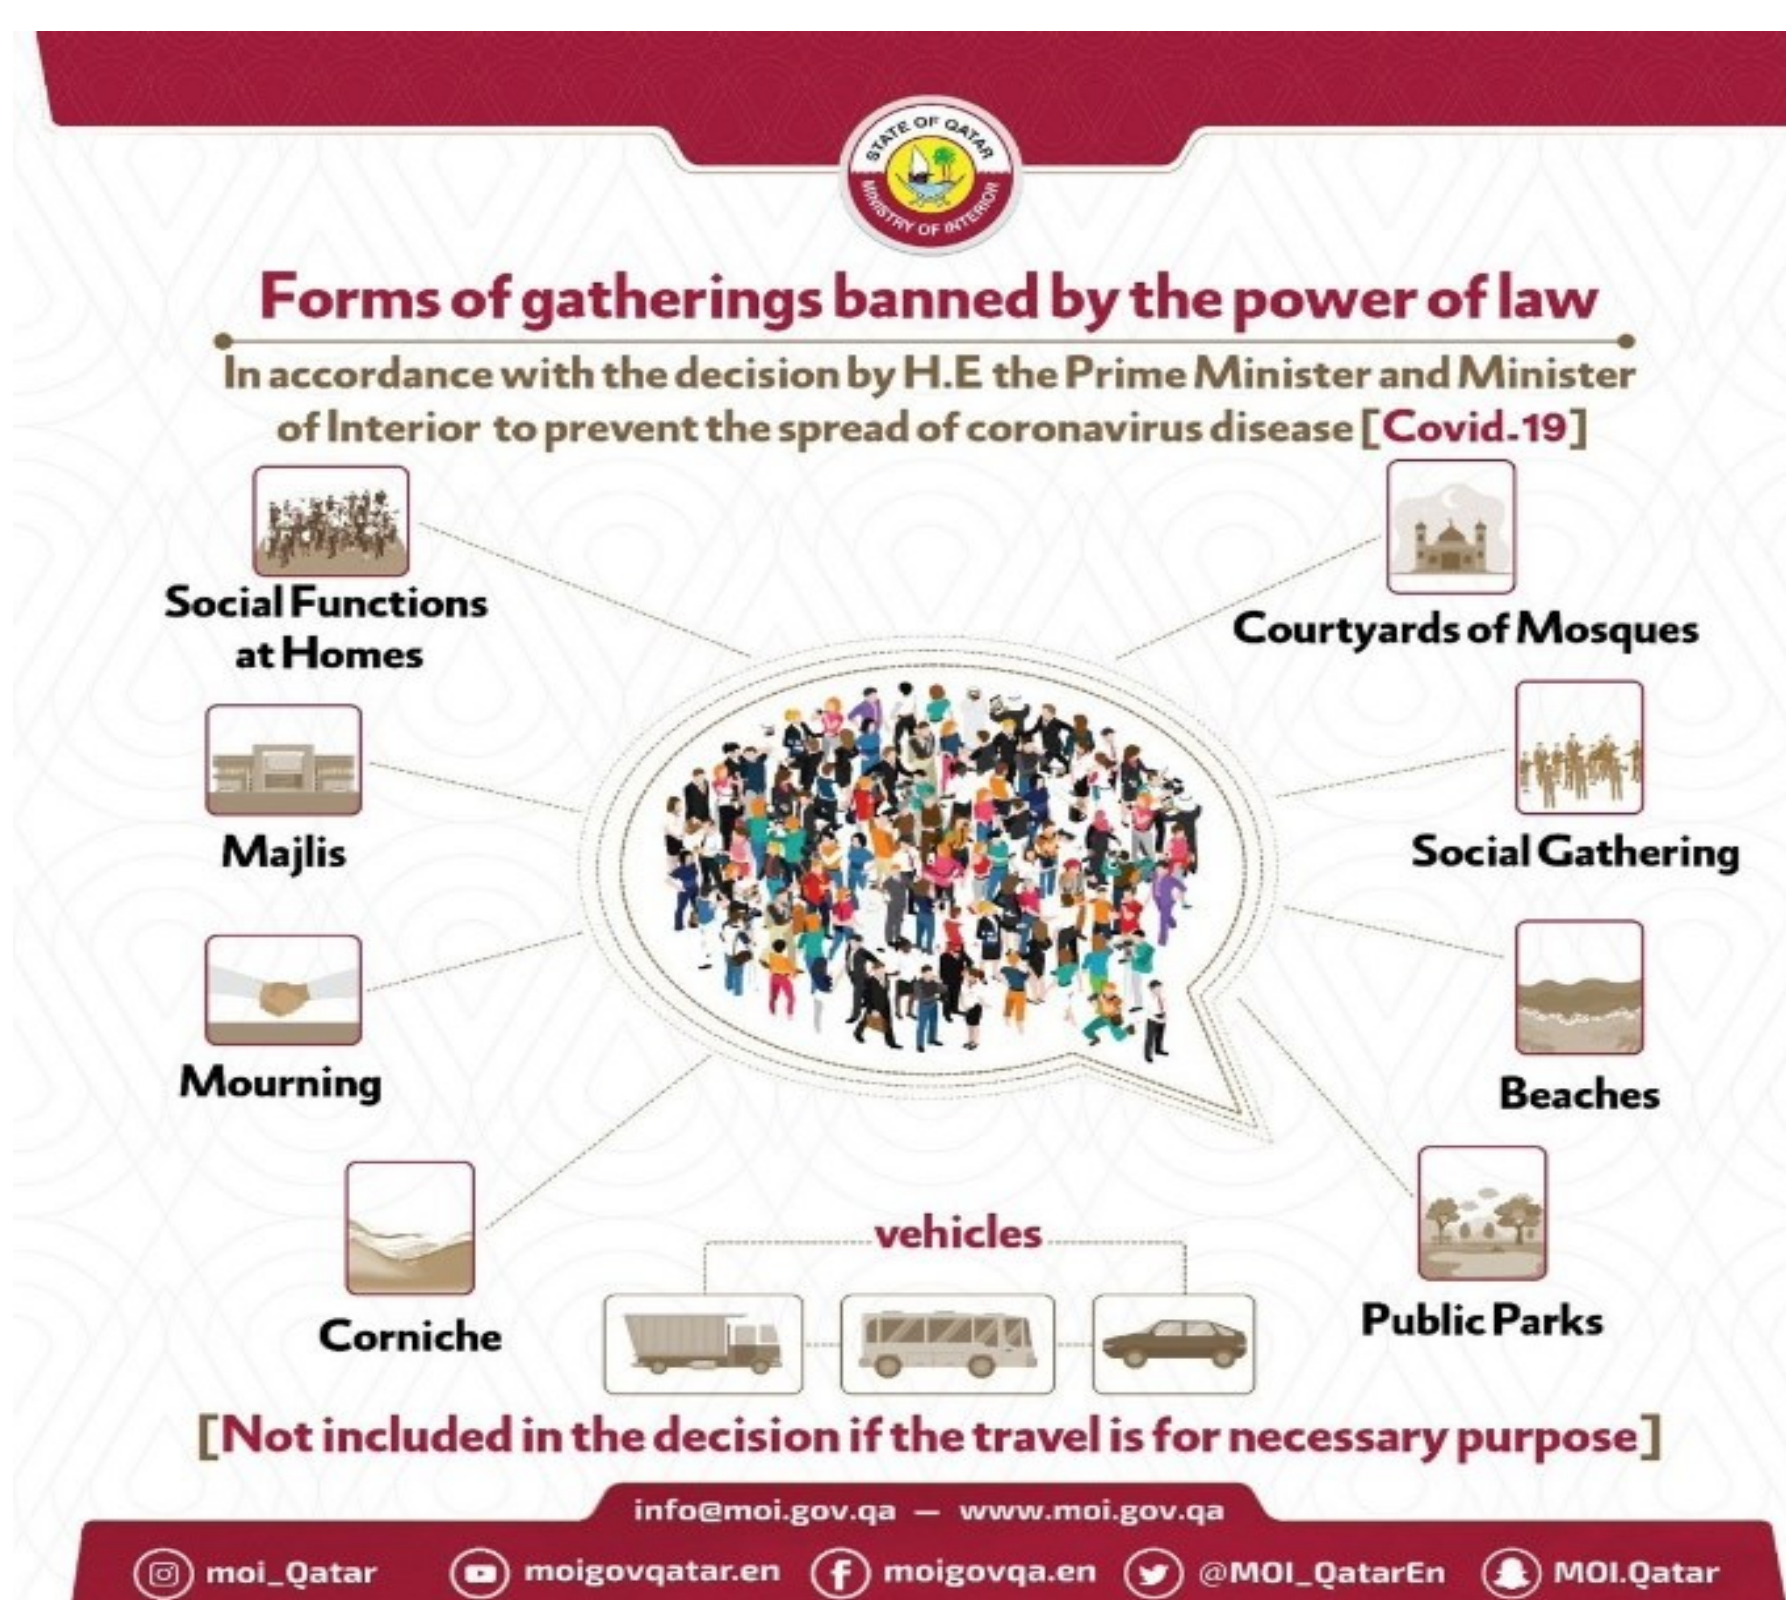 STATE OF QATAR
MINISTRY OF INTERIOR
Forms of gatherings banned by the power of law
In accordance with the decision by H.E the Prime Minister and Minister
of Interior to prevent the spread of coronavirus disease [Covid-19]
Social Functions
at Homes
Majlis
Mourning
Corniche
Courtyards of Mosques
Social Gathering
Beaches
Public Parks
vehicles
[Not included in the decision if the travel is for necessary purpose]
info@moi.gov.qa — www.moi.gov.qa
moi_Qatar moigovqatar.en moigovqa.en @MOI_QatarEn MOI.Qatar